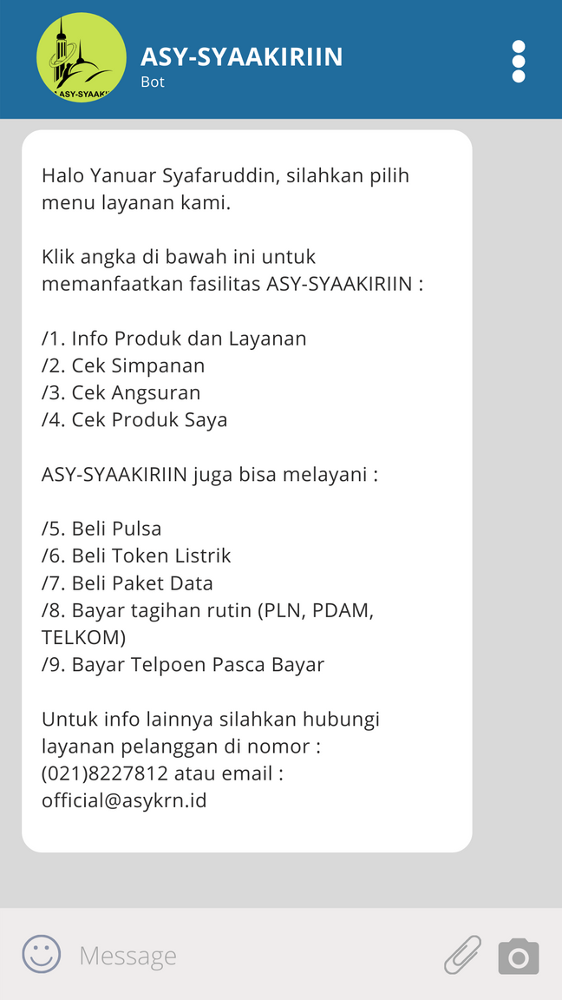 ASY-SYAAKIRIIN
Bot
Halo Yanuar Syafaruddin, silahkan pilih
menu layanan kami.
Klik angka di bawah ini untuk
memanfaatkan fasilitas ASY-SYAAKIRIIN :
/1. Info Produk dan Layanan
/2. Cek Simpanan
/3. Cek Angsuran
/4. Cek Produk Saya
ASY-SYAAKIRIIN juga bisa melayani :
/5. Beli Pulsa
/6. Beli Token Listrik
/7. Beli Paket Data
/8. Bayar tagihan rutin (PLN, PDAM,
TELKOM)
/9. Bayar Telpoen Pasca Bayar
Untuk info lainnya silahkan hubungi
layanan pelanggan di nomor :
(021)8227812 atau email :
official@asykrn.id
Message